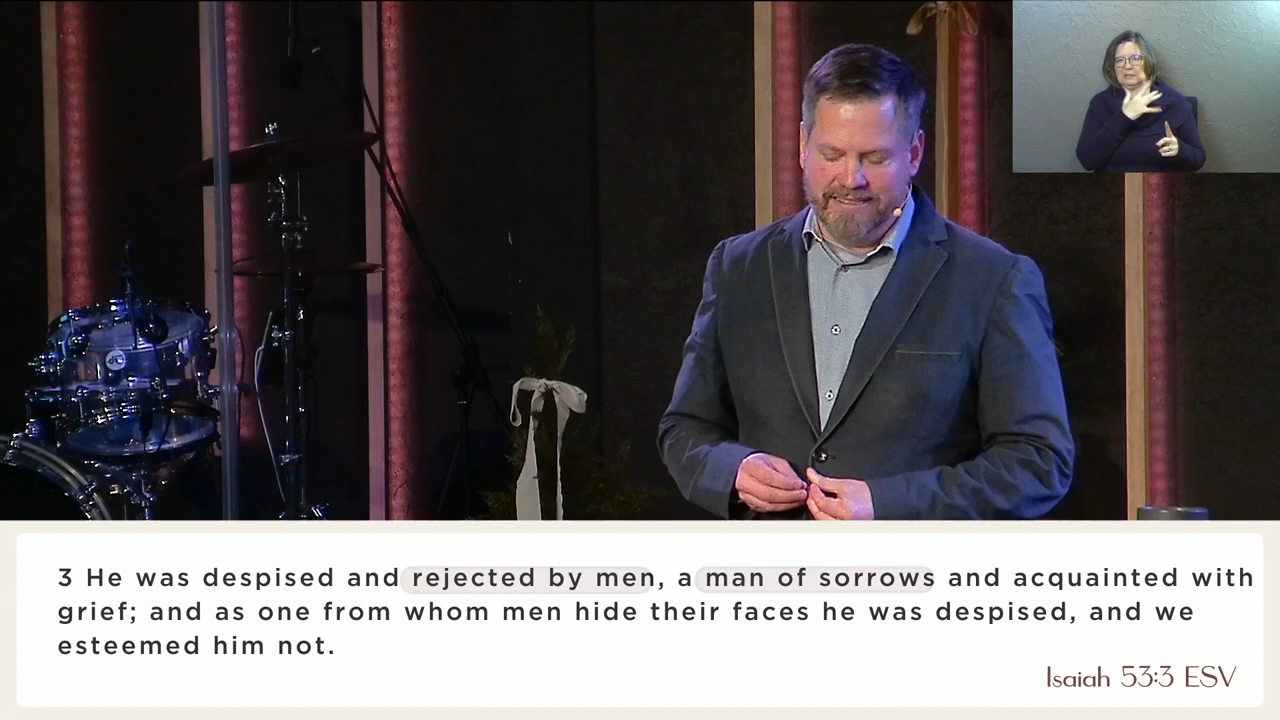 3 He was despised and rejected by men, a man of sorrows and acquainted with
grief; and as one from whom men hide their faces he was despised, and we
esteemed him not.
Isaiah 53:3 ESV